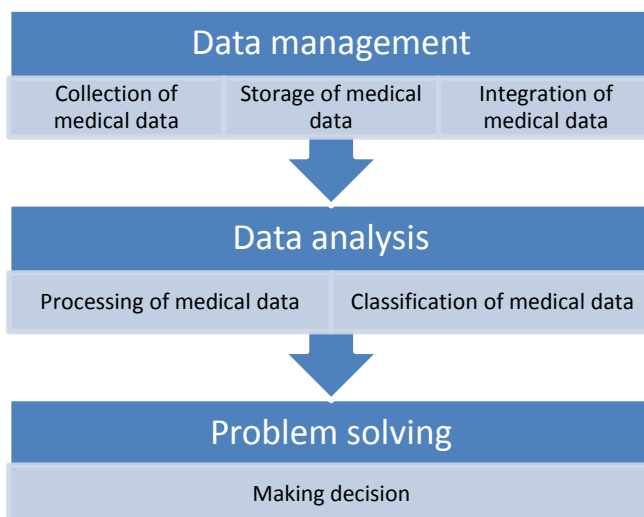 Data management
Collection of
medical data
Storage of medical
data
Integration of
medical data
Data analysis
Processing of medical data
Classification of medical data
Problem solving
Making decision